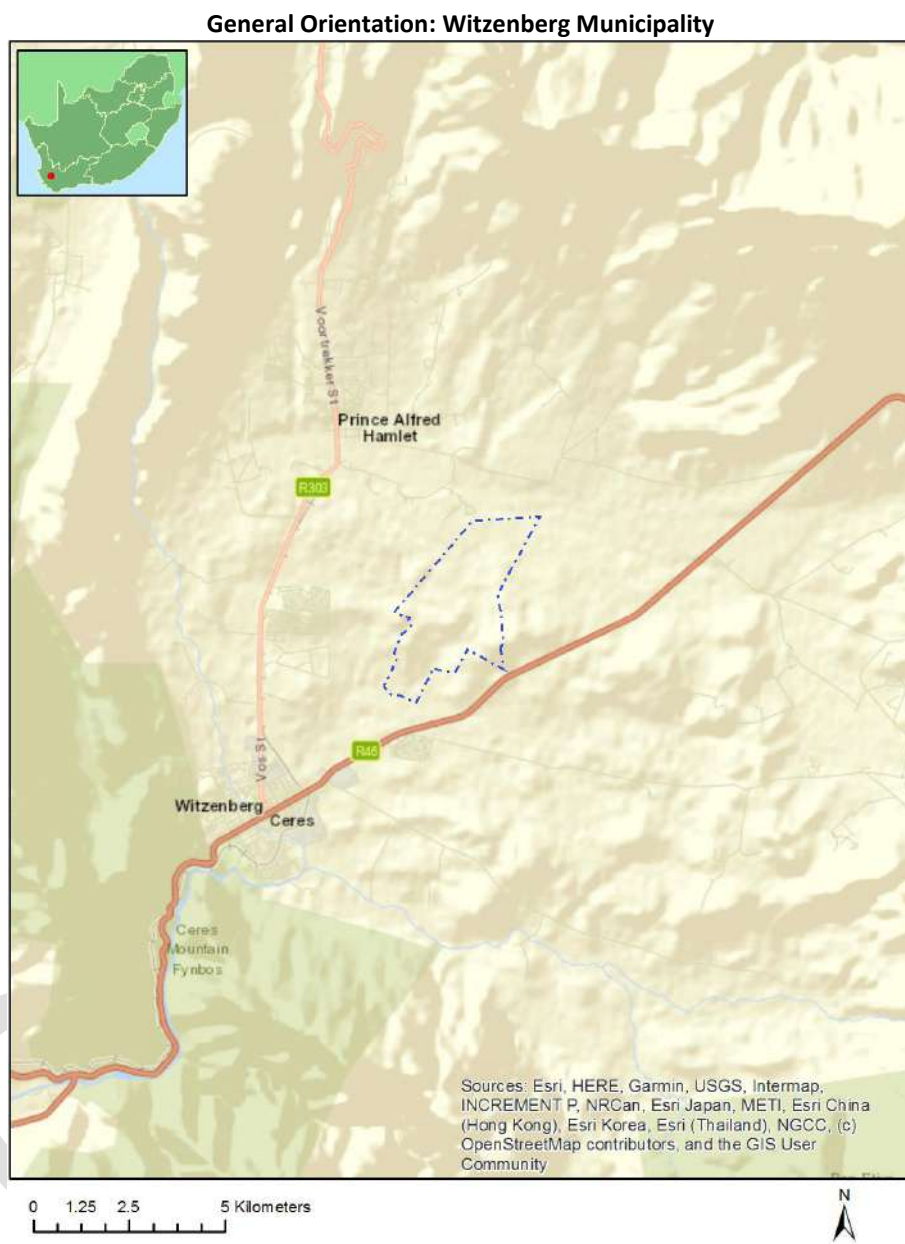 General Orientation: Witzenberg Municipality
Voortrekker St
Prince Alfred
Hamlet
R303
R46
Vos St
Witzenberg
Ceres
Ceres
Mountain
Fynbos
Sources: Esri, HERE, Garmin, USGS, Intermap,
INCREMENT P, NRCan, Esri Japan, METI, Esri China
(Hong Kong), Esri Korea, Esri (Thailand), NGCC, (c)
OpenStreetMap contributors, and the GIS User
Community
0 1.25 2.5 5 Kilometers
N